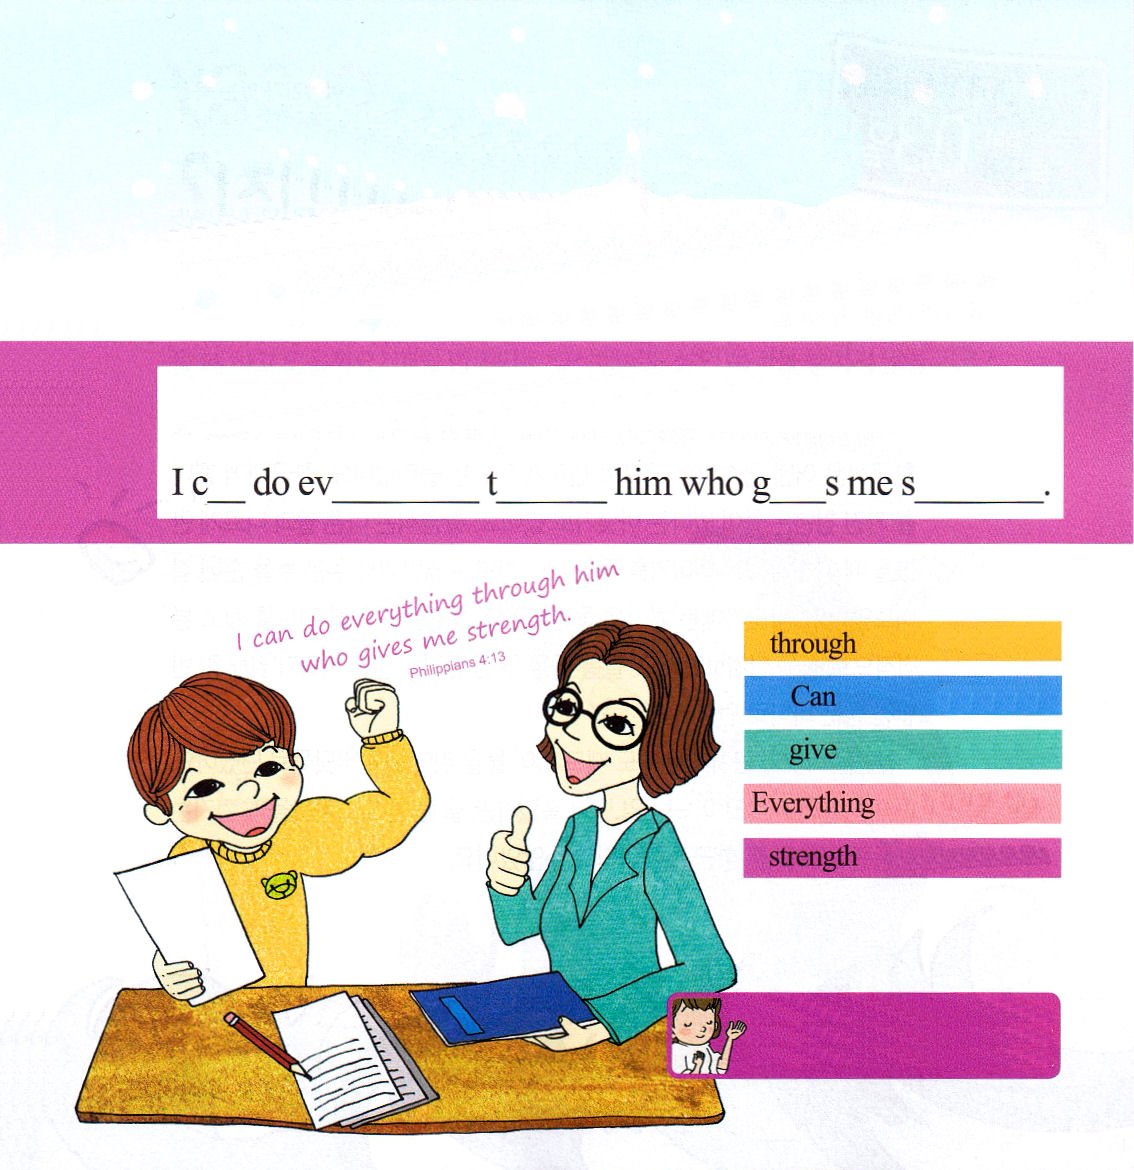 I c__ do ev________ t______ him who g___s me s_______.
I can do everything through him
who gives me strength.
Philippians 4:13
through
Can
give
Everything
strength